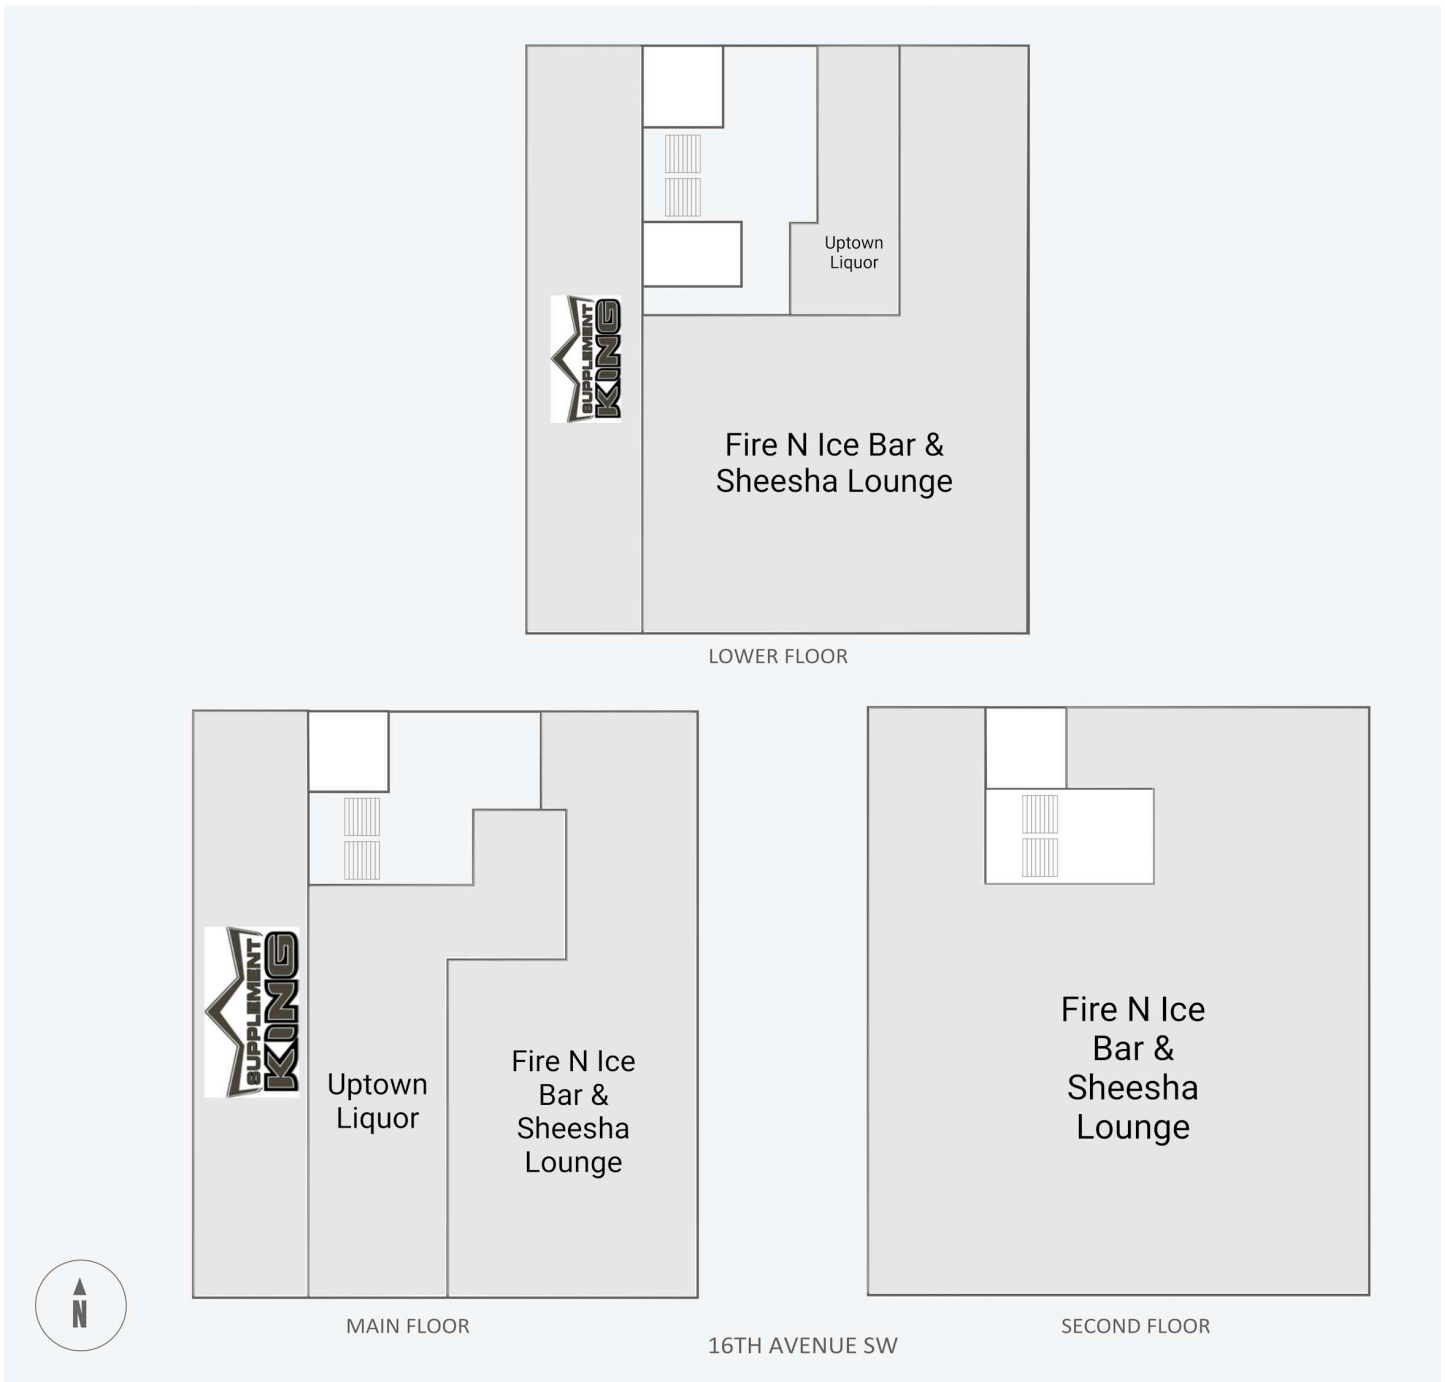 Uptown
Liquor
SUPPLEMENT
KING
Fire N Ice Bar &
Sheesha Lounge
LOWER FLOOR
SUPPLEMENT
KING
Uptown
Liquor
Fire N Ice
Bar &
Sheesha
Lounge
Fire N Ice
Bar &
Sheesha
Lounge
N
MAIN FLOOR
SECOND FLOOR
16TH AVENUE SW